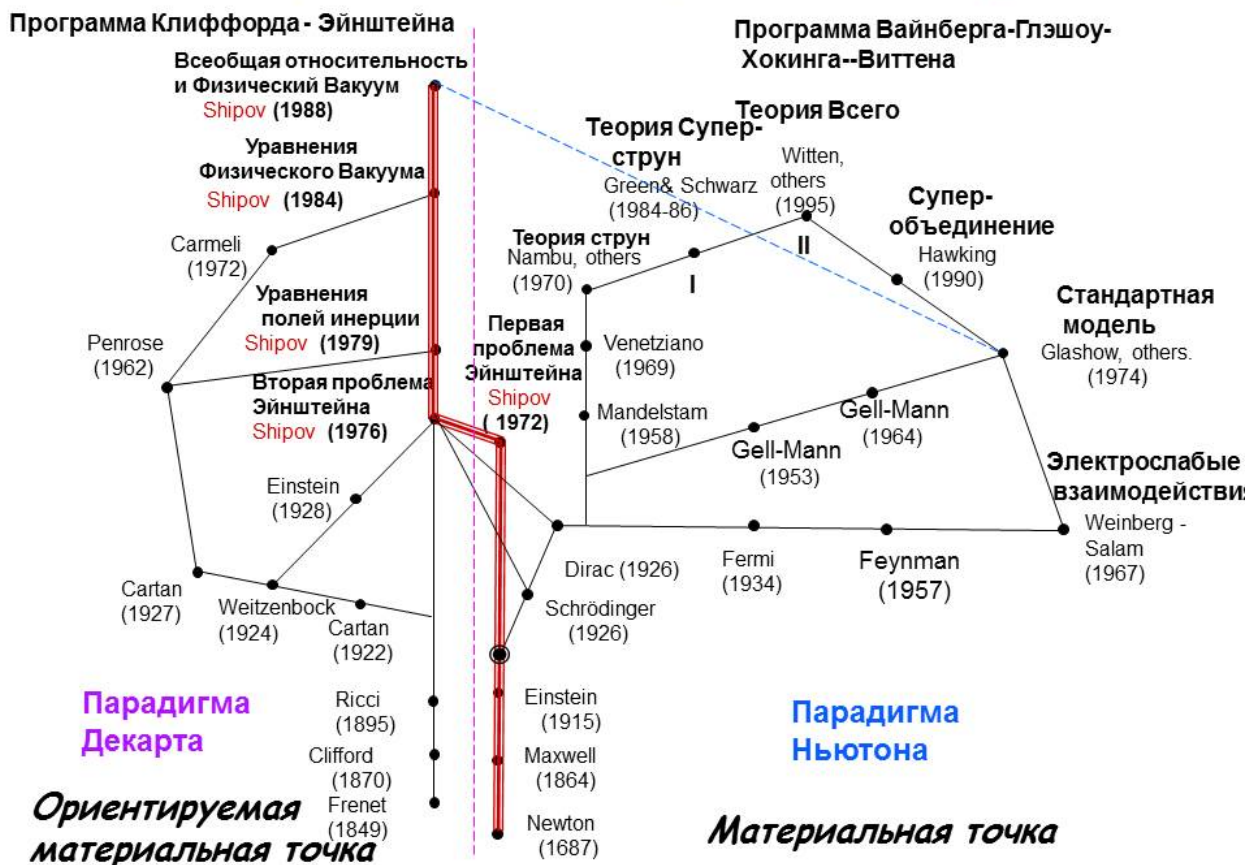 Программа Клиффорда - Эйнштейна
Всеобщая относительность
и Физический Вакуум
Shipov (1988)
Уравнения
Физического Вакуума
Shipov (1984)
Carmeli
(1972)
Уравнения
полей инерции
Shipov (1979)
Penrose
(1962)
Вторая проблема
Эйнштейна
Shipov (1976)
Первая
проблема
Эйнштейна
Shipov
( 1972)
Einstein
(1928)
Cartan
(1927)
Weitzenbock
(1924)
Cartan
(1922)
Ricci
(1895)
Clifford
(1870)
Frenet
(1849)
Парадигма
Декарта
Ориентируемая
материальная точка
Программа Вайнберга-Глэшоу-
Хокинга--Виттена
Теория Всего
Witten,
others
(1995)
Теория Супер-
струн
Green& Schwarz
(1984-86)
Супер-
объединение
Hawking
(1990)
Теория струн
Nambu, others
(1970)
I
II
Стандартная
модель
Glashow, others.
(1974)
Venetziano
(1969)
Mandelstam
(1958)
Gell-Mann
(1964)
Gell-Mann
(1953)
Электрослабые
взаимодействия
Weinberg -
Salam
(1967)
Dirac (1926)
Fermi
(1934)
Feynman
(1957)
Schrödinger
(1926)
Einstein
(1915)
Maxwell
(1864)
Newton
(1687)
Парадигма
Ньютона
Материальная точка